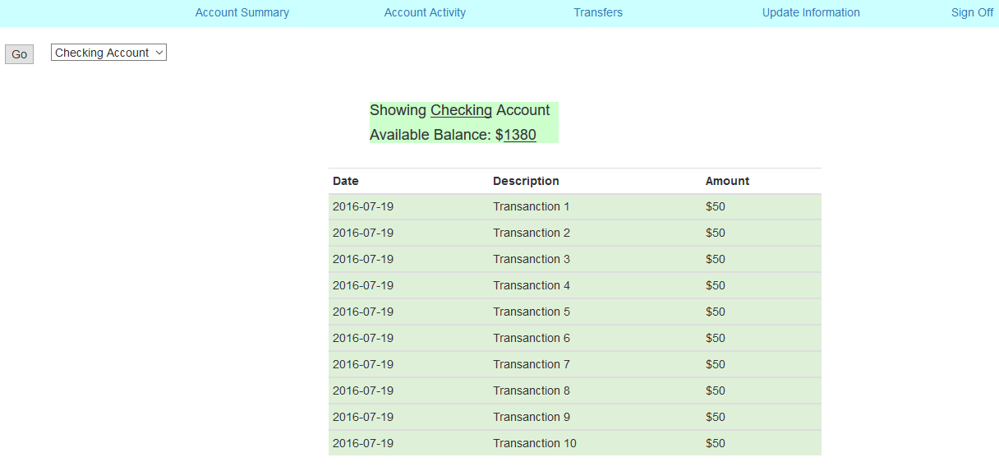 Account Summary Account Activity Transfers Update Information Sign Off
Go Checking Account
Showing Checking Account
Available Balance: $1380
Date Description Amount
2016-07-19 Transanction 1 $50
2016-07-19 Transanction 2 $50
2016-07-19 Transanction 3 $50
2016-07-19 Transanction 4 $50
2016-07-19 Transanction 5 $50
2016-07-19 Transanction 6 $50
2016-07-19 Transanction 7 $50
2016-07-19 Transanction 8 $50
2016-07-19 Transanction 9 $50
2016-07-19 Transanction 10 $50